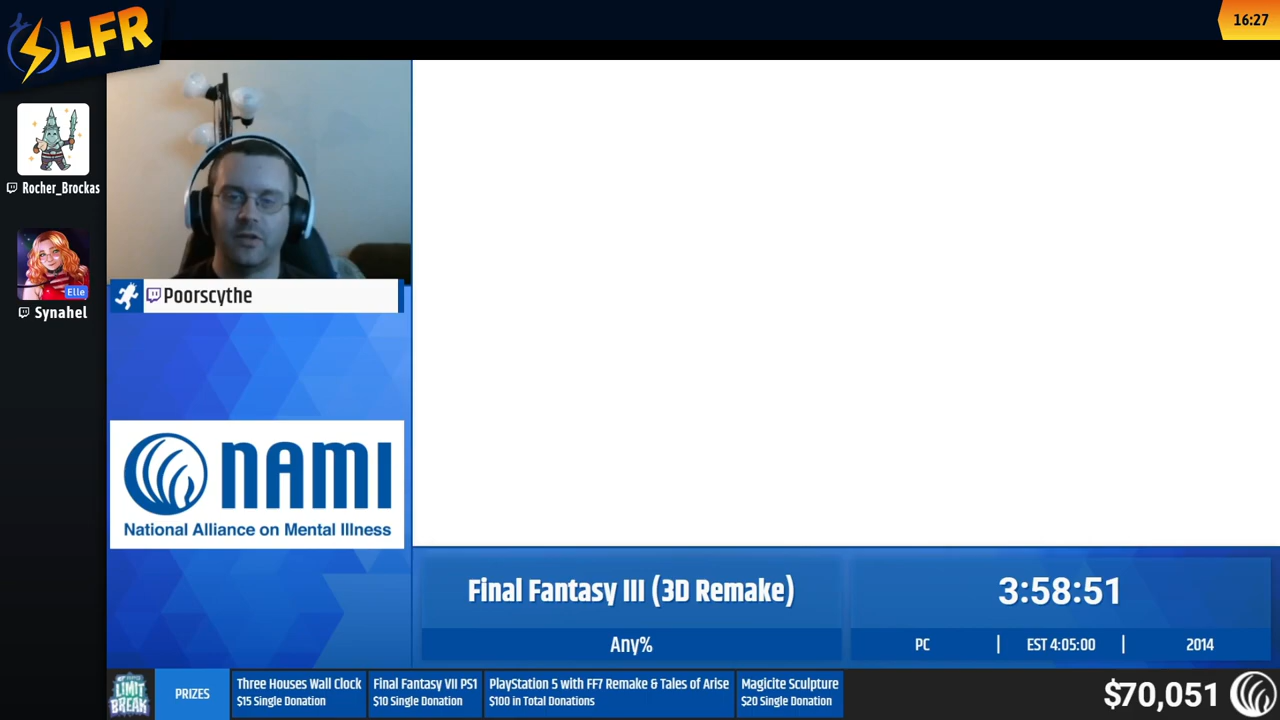 LFR
16:27
Rocher_Brockas
Elle
Synahel
Poorscythe
NAMI
National Alliance on Mental Illness
Final Fantasy III (3D Remake)
Any%
3:58:51
PC | EST 4:05:00 | 2014
LIMIT BREAK
PRIZES
Three Houses Wall Clock
$15 Single Donation
Final Fantasy VII PS1
$10 Single Donation
PlayStation 5 with FF7 Remake & Tales of Arise
$100 in Total Donations
Magicite Sculpture
$20 Single Donation
$70,051